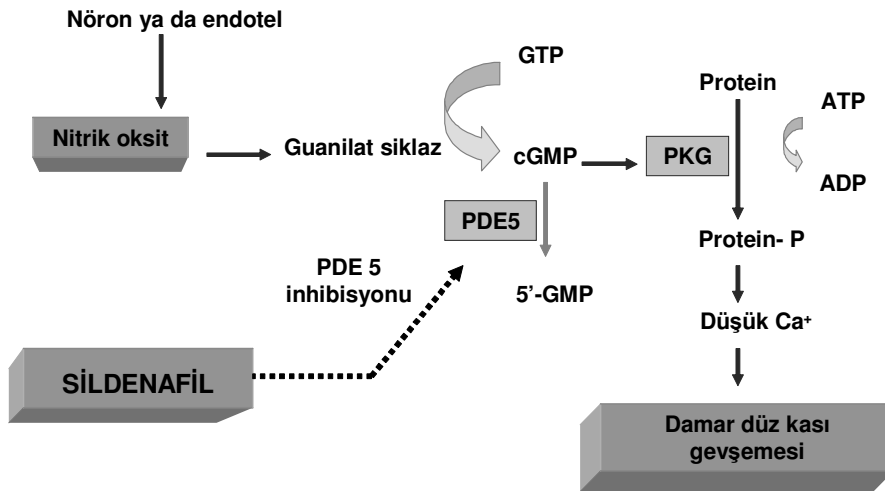 Nöron ya da endotel
GTP
Protein
ATP
Nitrik oksit
Guanilat siklaz
cGMP
PKG
ADP
PDE5
Protein- P
PDE 5
inhibisyonu
5’-GMP
Düşük Ca+
SİLDENAFİL
Damar düz kası
gevşemesi